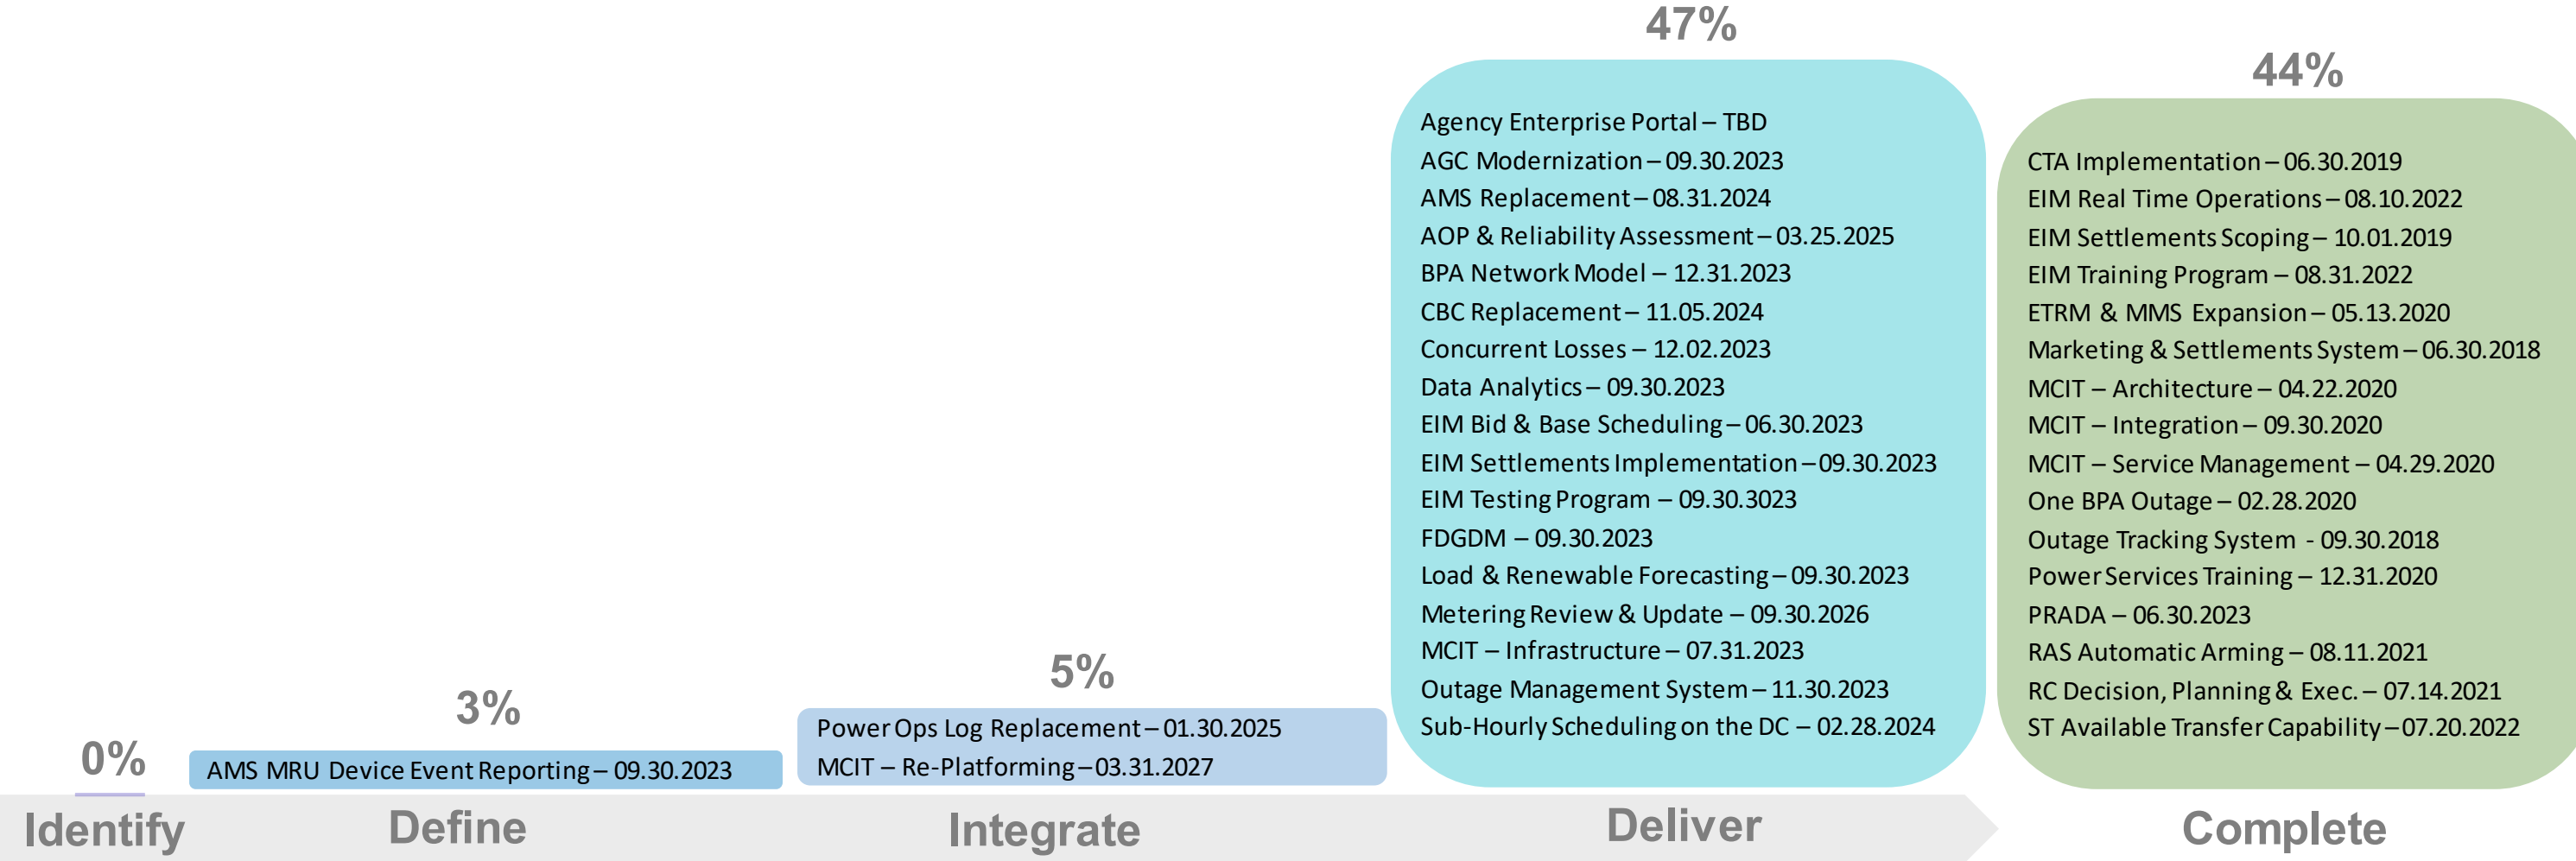 0%
Identify
3%
AMS MRU Device Event Reporting – 09.30.2023
Define
5%
Power Ops Log Replacement – 01.30.2025
MCIT – Re-Platforming – 03.31.2027
Integrate
47%
Agency Enterprise Portal – TBD
AGC Modernization – 09.30.2023
AMS Replacement – 08.31.2024
AOP & Reliability Assessment – 03.25.2025
BPA Network Model – 12.31.2023
CBC Replacement – 11.05.2024
Concurrent Losses – 12.02.2023
Data Analytics – 09.30.2023
EIM Bid & Base Scheduling – 06.30.2023
EIM Settlements Implementation – 09.30.2023
EIM Testing Program – 09.30.3023
FDGDM – 09.30.2023
Load & Renewable Forecasting – 09.30.2023
Metering Review & Update – 09.30.2026
MCIT – Infrastructure – 07.31.2023
Outage Management System – 11.30.2023
Sub-Hourly Scheduling on the DC – 02.28.2024
Deliver
44%
CTA Implementation – 06.30.2019
EIM Real Time Operations – 08.10.2022
EIM Settlements Scoping – 10.01.2019
EIM Training Program – 08.31.2022
ETRM & MMS Expansion – 05.13.2020
Marketing & Settlements System – 06.30.2018
MCIT – Architecture – 04.22.2020
MCIT – Integration – 09.30.2020
MCIT – Service Management – 04.29.2020
One BPA Outage – 02.28.2020
Outage Tracking System - 09.30.2018
Power Services Training – 12.31.2020
PRADA – 06.30.2023
RAS Automatic Arming – 08.11.2021
RC Decision, Planning & Exec. – 07.14.2021
ST Available Transfer Capability – 07.20.2022
Complete